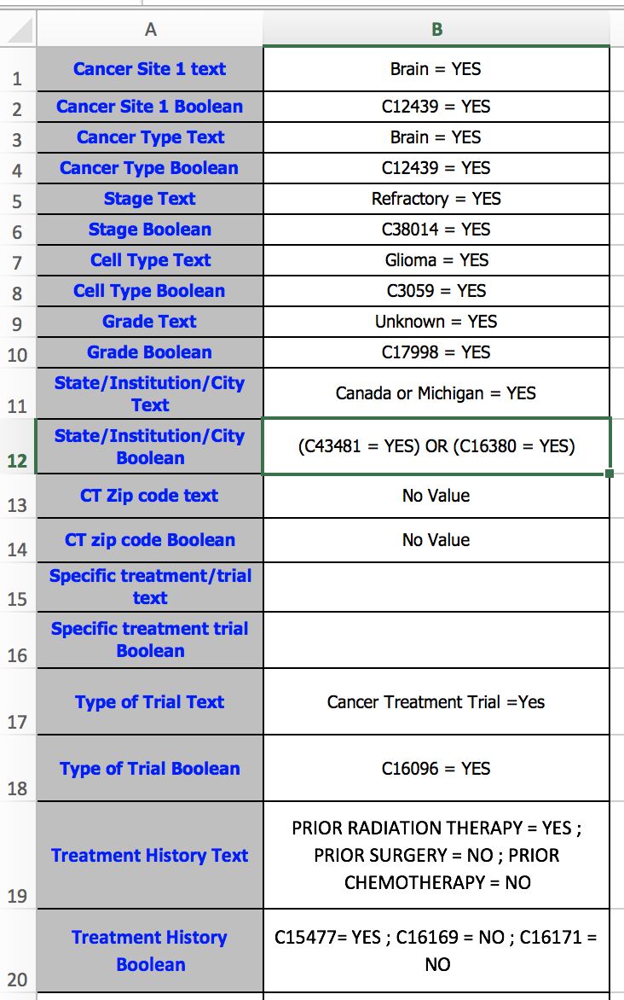 A B
1 Cancer Site 1 text Brain = YES
2 Cancer Site 1 Boolean C12439 = YES
3 Cancer Type Text Brain = YES
4 Cancer Type Boolean C12439 = YES
5 Stage Text Refractory = YES
6 Stage Boolean C38014 = YES
7 Cell Type Text Glioma = YES
8 Cell Type Boolean C3059 = YES
9 Grade Text Unknown = YES
10 Grade Boolean C17998 = YES
11 State/Institution/City
Text Canada or Michigan = YES
12 State/Institution/City
Boolean (C43481 = YES) OR (C16380 = YES)
13 CT Zip code text No Value
14 CT zip code Boolean No Value
15 Specific treatment/trial
text
16 Specific treatment trial
Boolean
17 Type of Trial Text Cancer Treatment Trial =Yes
18 Type of Trial Boolean C16096 = YES
19 Treatment History Text PRIOR RADIATION THERAPY = YES ;
PRIOR SURGERY = NO ; PRIOR
CHEMOTHERAPY = NO
20 Treatment History
Boolean C15477= YES ; C16169 = NO ; C16171 =
NO